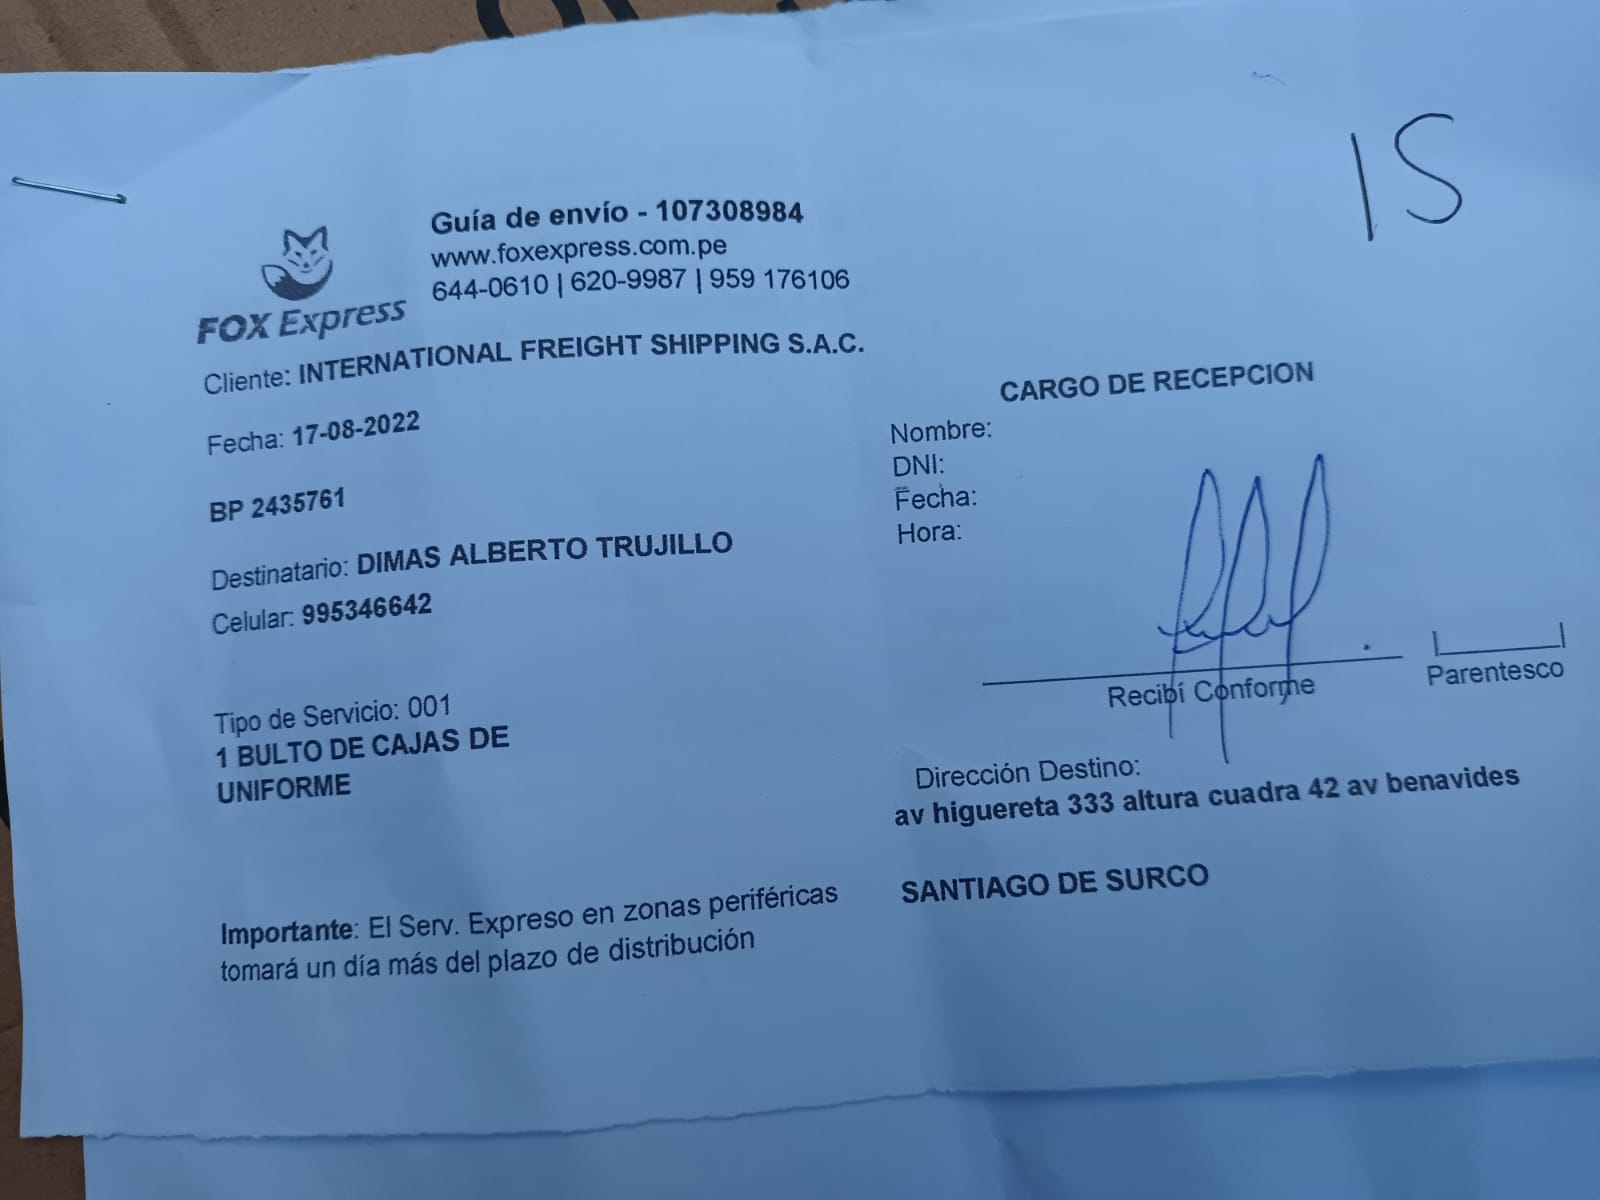 15
Guía de envío - 107308984
www.foxexpress.com.pe
644-0610 | 620-9987 | 959 176106
FOX Express
Cliente: INTERNATIONAL FREIGHT SHIPPING S.A.C.
Fecha: 17-08-2022
BP 2435761
Destinatario: DIMAS ALBERTO TRUJILLO
Celular: 995346642
Tipo de Servicio: 001
1 BULTO DE CAJAS DE
UNIFORME
Importante: El Serv. Expreso en zonas periféricas
tomará un día más del plazo de distribución
CARGO DE RECEPCION
Nombre:
DNI:
Fecha:
Hora:
Recibí Conforme
Parentesco
Dirección Destino:
av higuereta 333 altura cuadra 42 av benavides
SANTIAGO DE SURCO